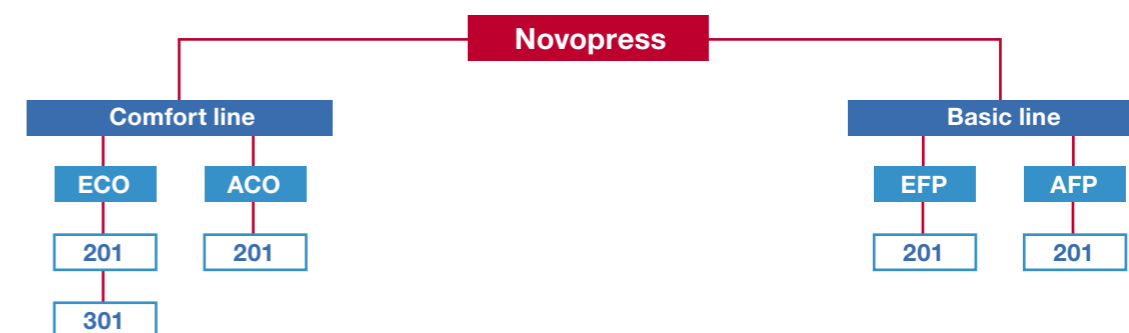 Novopress
Comfort line
Basic line
ECO
ACO
EFP
AFP
201
201
201
201
301